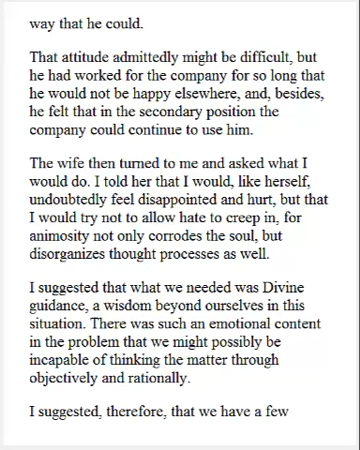 way that he could.
That attitude admittedly might be difficult, but
he had worked for the company for so long that
he would not be happy elsewhere, and, besides,
he felt that in the secondary position the
company could continue to use him.
The wife then turned to me and asked what I
would do. I told her that I would, like herself,
undoubtedly feel disappointed and hurt, but that
I would try not to allow hate to creep in, for
animosity not only corrodes the soul, but
disorganizes thought processes as well.
I suggested that what we needed was Divine
guidance, a wisdom beyond ourselves in this
situation. There was such an emotional content
in the problem that we might possibly be
incapable of thinking the matter through
objectively and rationally.
I suggested, therefore, that we have a few